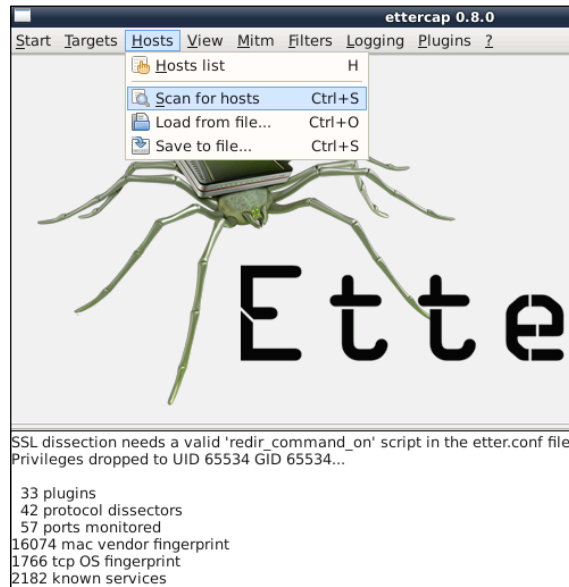 ettercap 0.8.0
Start Targets Hosts View Mitm Filters Logging Plugins ?
Hosts list H
Scan for hosts Ctrl+S
Load from file... Ctrl+O
Save to file... Ctrl+S
Ette
SSL dissection needs a valid 'redir_command_on' script in the etter.conf file
Privileges dropped to UID 65534 GID 65534...
33 plugins
42 protocol dissectors
57 ports monitored
16074 mac vendor fingerprint
1766 tcp OS fingerprint
2182 known services